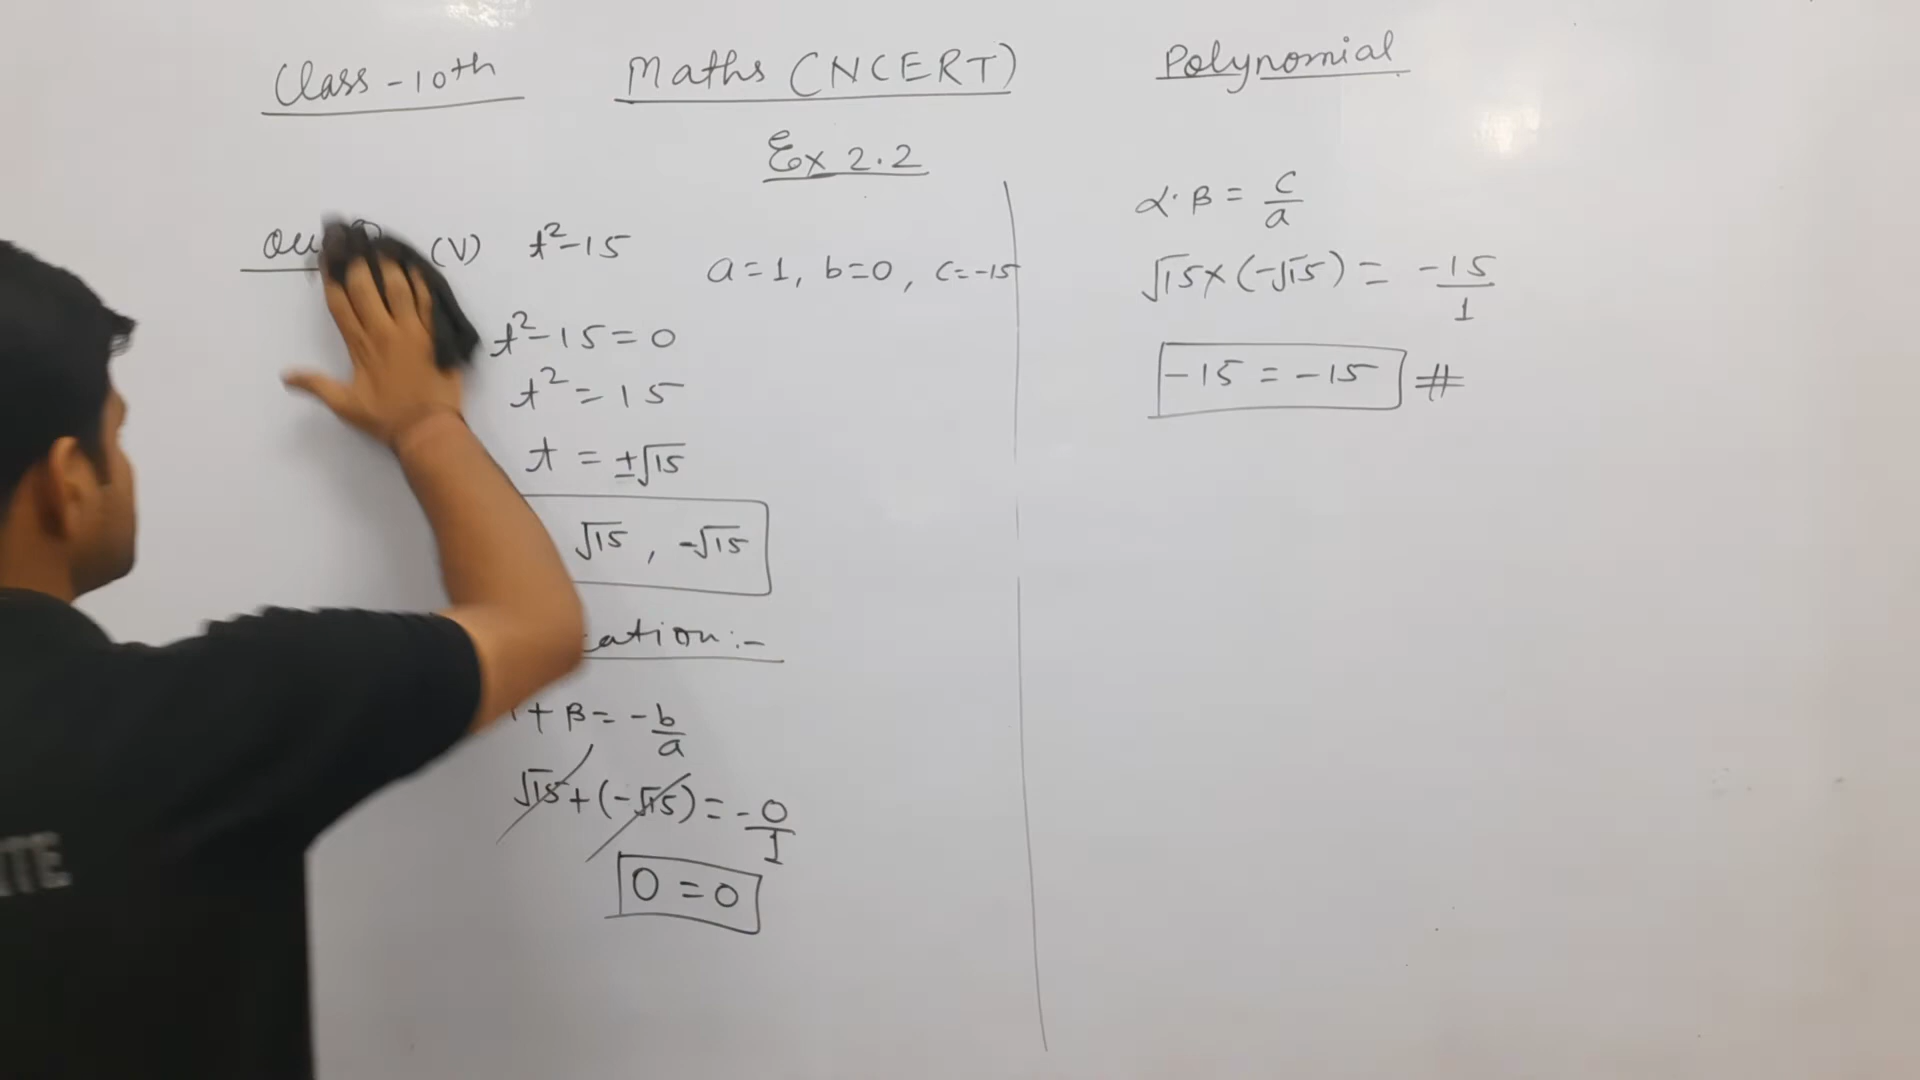 Class-10th Maths (NCERT) Polynomial
Ex 2.2
(V) t²-15
a=1, b=0, c=-15
t²-15=0
t²=15
t = ±√15
√15, -√15
+ β = -b/a
√15+(-√15) = -0/1
0=0
α·β = c/a
√15×(-√15) = -15/1
-15 = -15 #